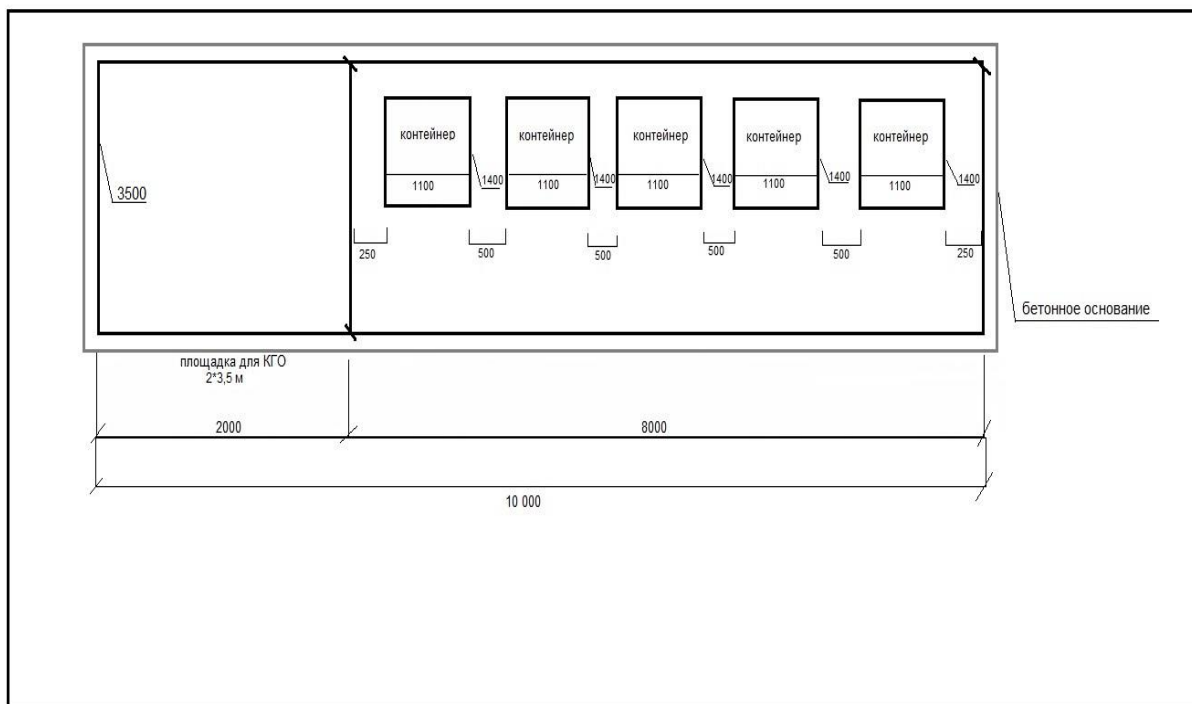 контейнер
контейнер
контейнер
контейнер
контейнер
1100
1400
1100
1400
1100
1400
1100
1400
1100
1400
3500
250
500
500
500
500
250
бетонное основание
площадка для КГО
2*3,5 м
2000
8000
10 000